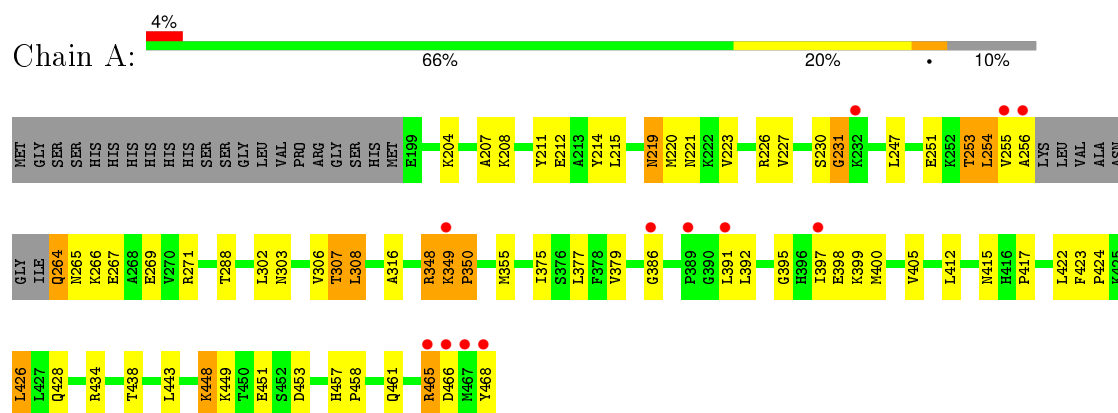 4%
Chain A:
66% 20% • 10%
MET GLY SER SER HIS HIS HIS HIS HIS HIS SER SER GLY LEU VAL PRO ARG GLY SER HIS MET E199 K204 A207 K208 Y211 E212 A213 Y214 L215 N219 M220 N221 K222 V223 R226 V227 S230 G231 K232 L247 E251 K252 T253 L254 V255 A256 LYS LEU VAL ALA ASN
GLY ILE Q264 N265 K266 E267 A268 E269 V270 R271 T288 L302 N303 V306 T307 L308 A316 R348 K349 P350 M355 I375 S376 L377 F378 V379 G386 P389 G390 L391 L392 G395 H396 I397 E398 K399 M400 V405 L412 N415 H416 P417 L422 F423 P424 K425
L426 L427 Q428 R434 T438 L443 K448 K449 T450 E451 S452 D453 H457 P458 Q461 R465 D466 M467 Y468